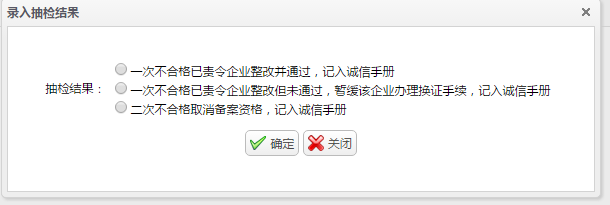 录入抽检结果
一次不合格已责令企业整改并通过，记入诚信手册
抽检结果： 一次不合格已责令企业整改但未通过，暂缓该企业办理换证手续，记入诚信手册
二次不合格取消备案资格，记入诚信手册
确定 关闭